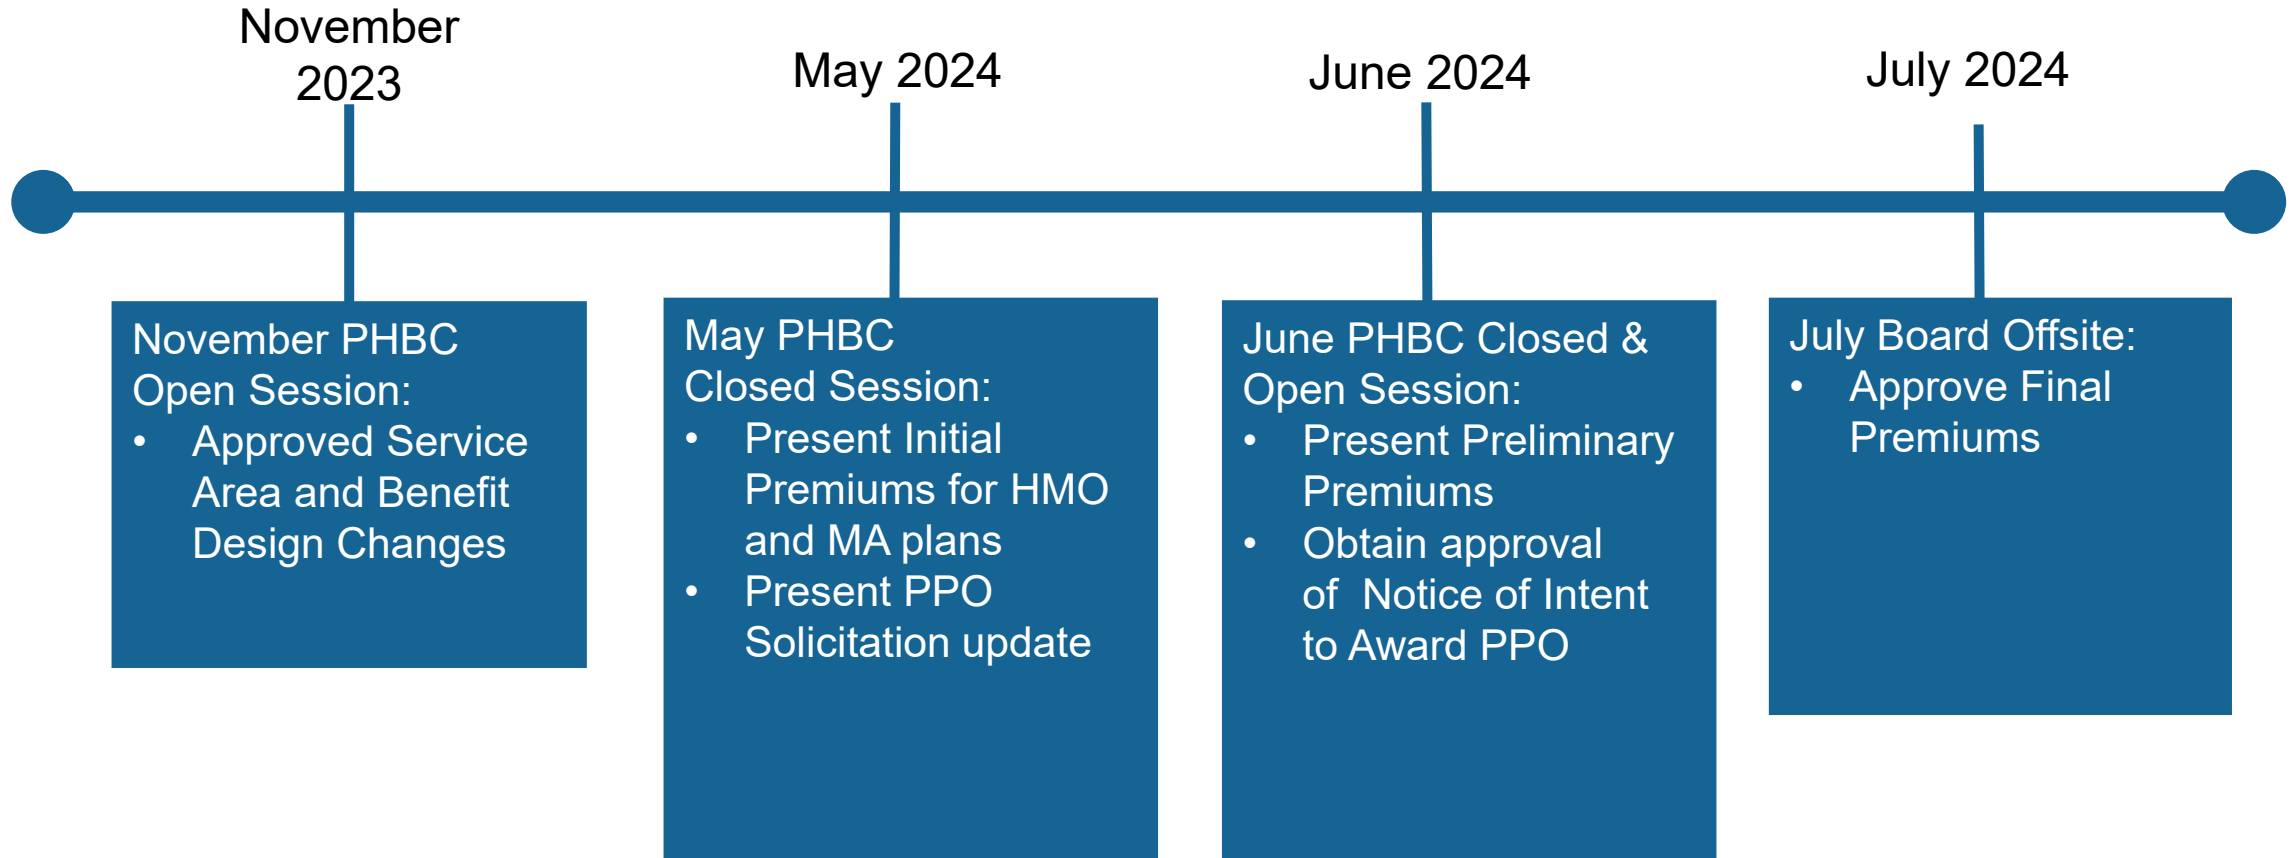 November
2023
May 2024
June 2024
July 2024
November PHBC
Open Session:
• Approved Service
Area and Benefit
Design Changes
May PHBC
Closed Session:
• Present Initial
Premiums for HMO
and MA plans
• Present PPO
Solicitation update
June PHBC Closed &
Open Session:
• Present Preliminary
Premiums
• Obtain approval
of  Notice of Intent
to Award PPO
July Board Offsite:
• Approve Final
Premiums